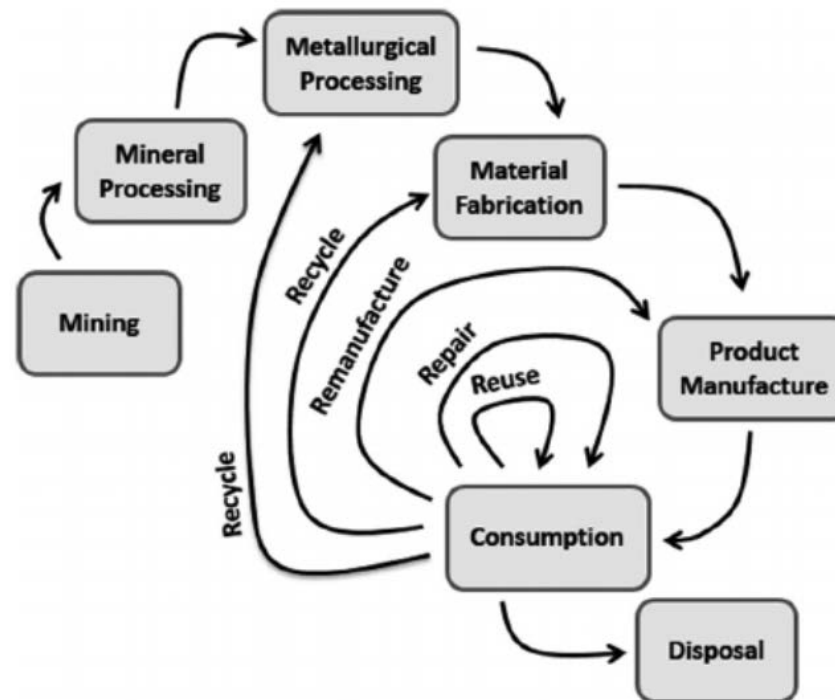 Metallurgical
Processing
Mineral
Processing
Material
Fabrication
Mining
Product
Manufacture
Recycle
Remanufacture
Repair
Reuse
Recycle
Consumption
Disposal